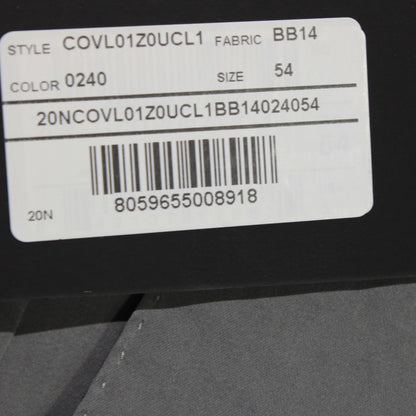 STYLE COVL01Z0UCL1 FABRIC BB14
COLOR 0240 SIZE 54
20NCOVL01Z0UCL1BB14024054
8059655008918
20N